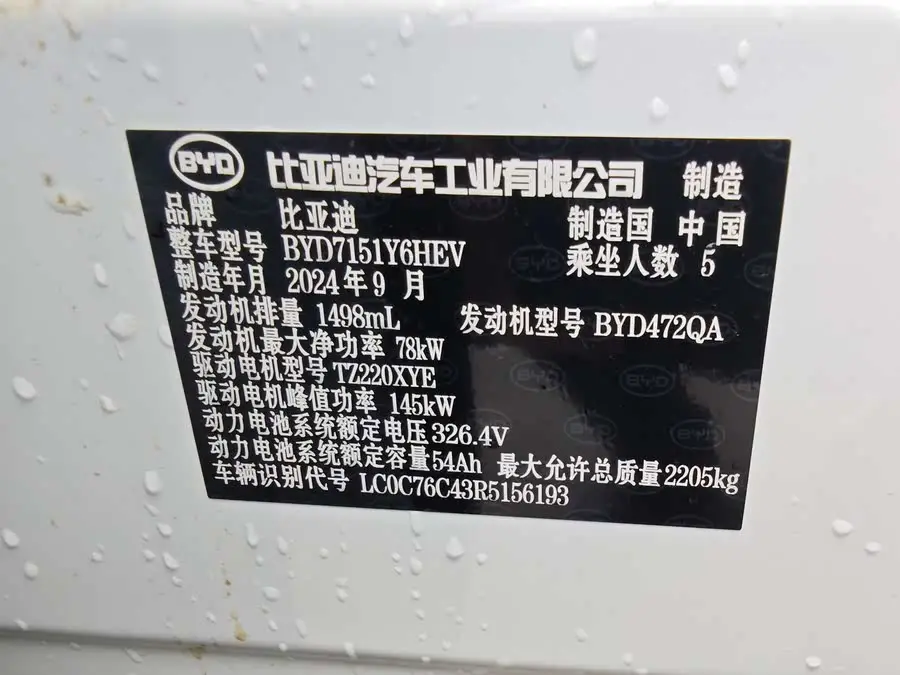 BYD 比亚迪汽车工业有限公司 制造
品牌 比亚迪 制造国 中国
整车型号 BYD7151Y6HEV 乘坐人数 5
制造年月 2024年9月
发动机排量 1498mL 发动机型号 BYD472QA
发动机最大净功率 78kW
驱动电机型号 TZ220XYE
驱动电机峰值功率 145kW
动力电池系统额定电压 326.4V
动力电池系统额定容量 54Ah 最大允许总质量 2205kg
车辆识别代号 LC0C76C43R5156193